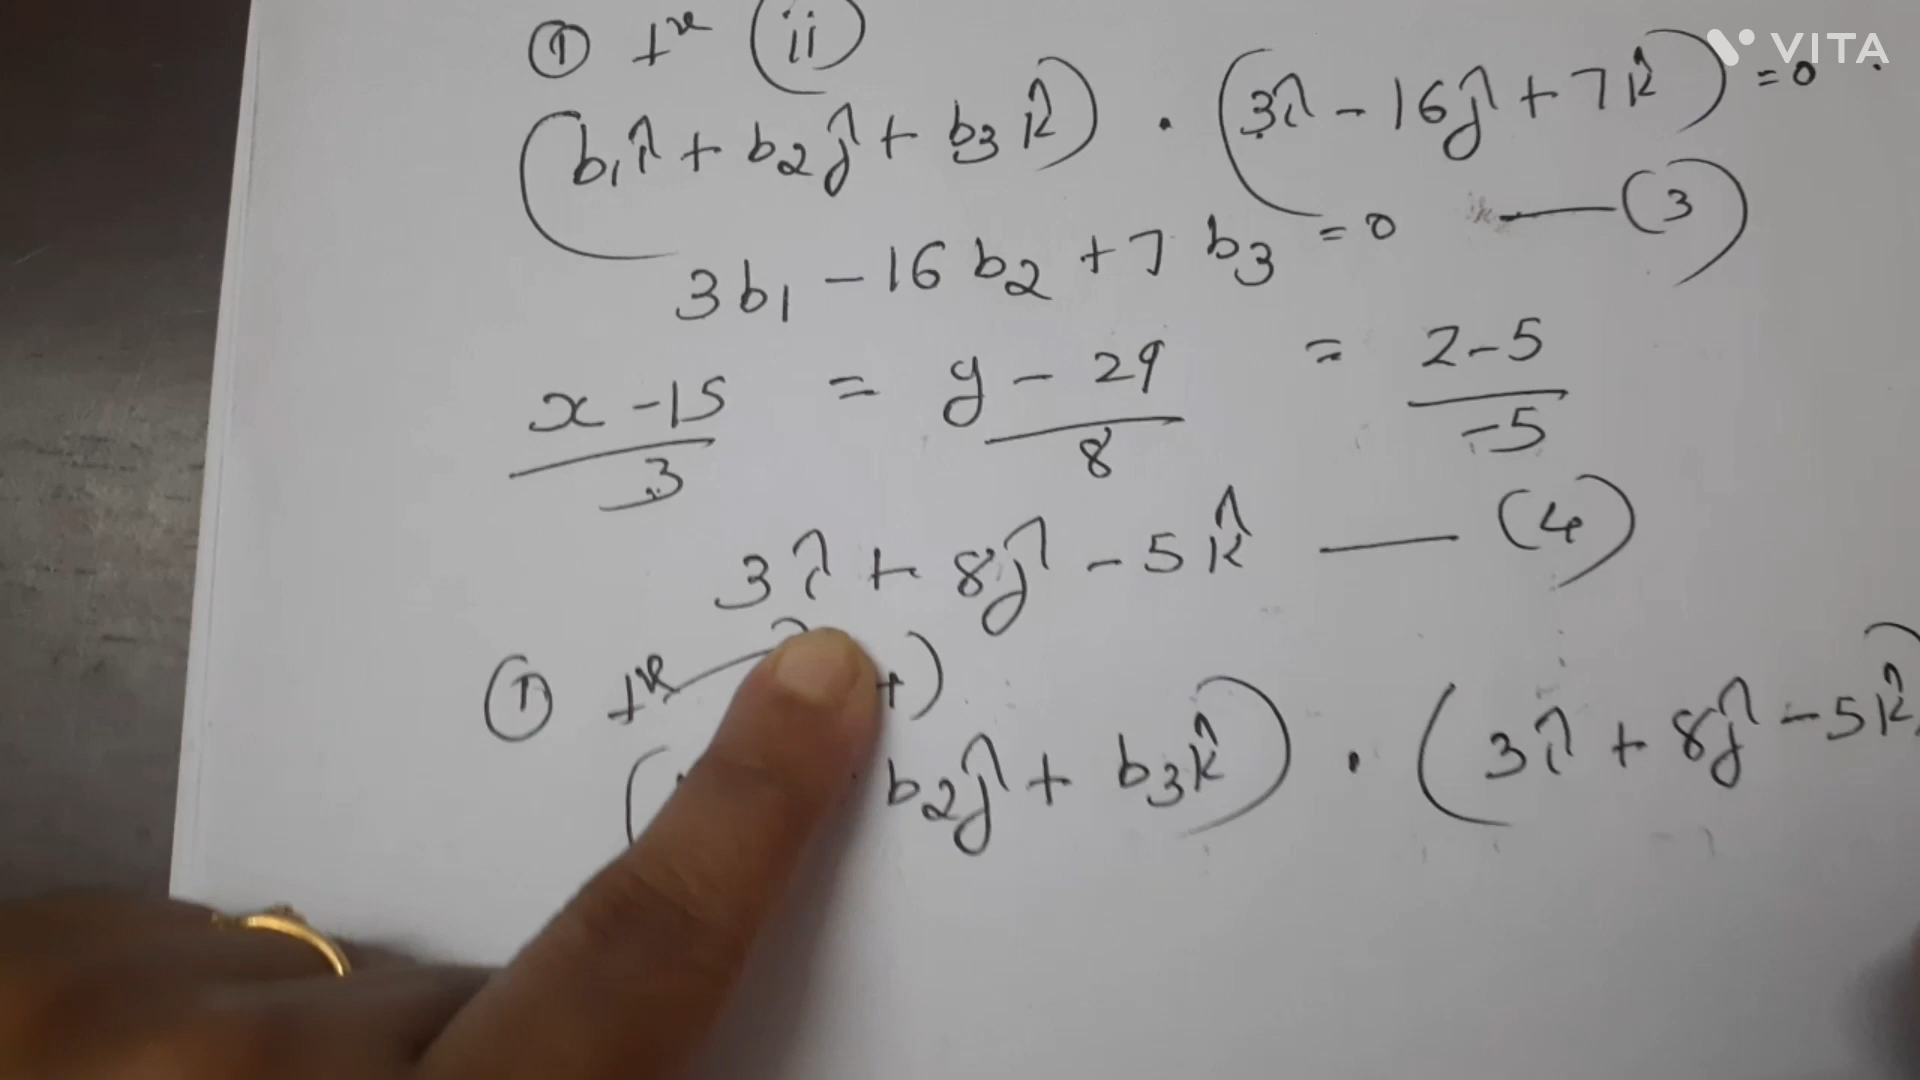 ① ⊥r (ii)
(b₁î + b₂ĵ + b₃k̂) · (3î - 16ĵ + 7k̂) = 0
3b₁ - 16b₂ + 7b₃ = 0 — (3)
x - 15 / 3 = y - 29 / 8 = z - 5 / -5
3î + 8ĵ - 5k̂ — (4)
① ⊥r
b₂ĵ + b₃k̂) · (3î + 8ĵ - 5k̂
VITA